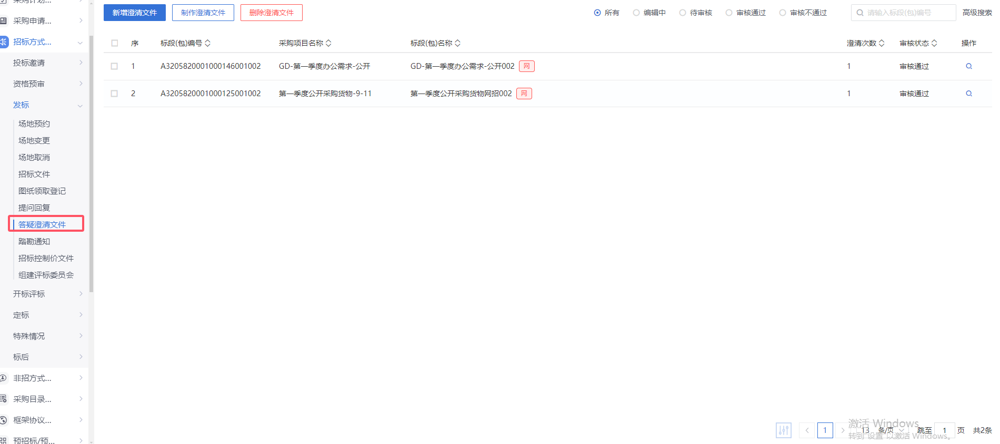 采购计划...
采购申请...
招标方式...
投标邀请
资格预审
发标
场地预约
场地变更
场地取消
招标文件
图纸领取登记
提问回复
答疑澄清文件
踏勘通知
招标控制价文件
组建评标委员会
开标评标
定标
特殊情况
标后
非招方式...
采购目录...
框架协议...
预招标/预...
新增澄清文件 制作澄清文件 删除澄清文件 所有 编辑中 待审核 审核通过 审核不通过 请输入标段(包)编号 高级搜索
序 标段(包)编号 采购项目名称 标段(包)名称 澄清次数 审核状态 操作
1 A3205820001000146001002 GD-第一季度办公需求-公开 GD-第一季度办公需求-公开002 网 1 审核通过
2 A3205820001000125001002 第一季度公开采购货物-9-11 第一季度公开采购货物网招002 网 1 审核通过
1 13 条/页 跳至 1 页 共2条
激活 Windows
转到"设置"以激活 Windows。